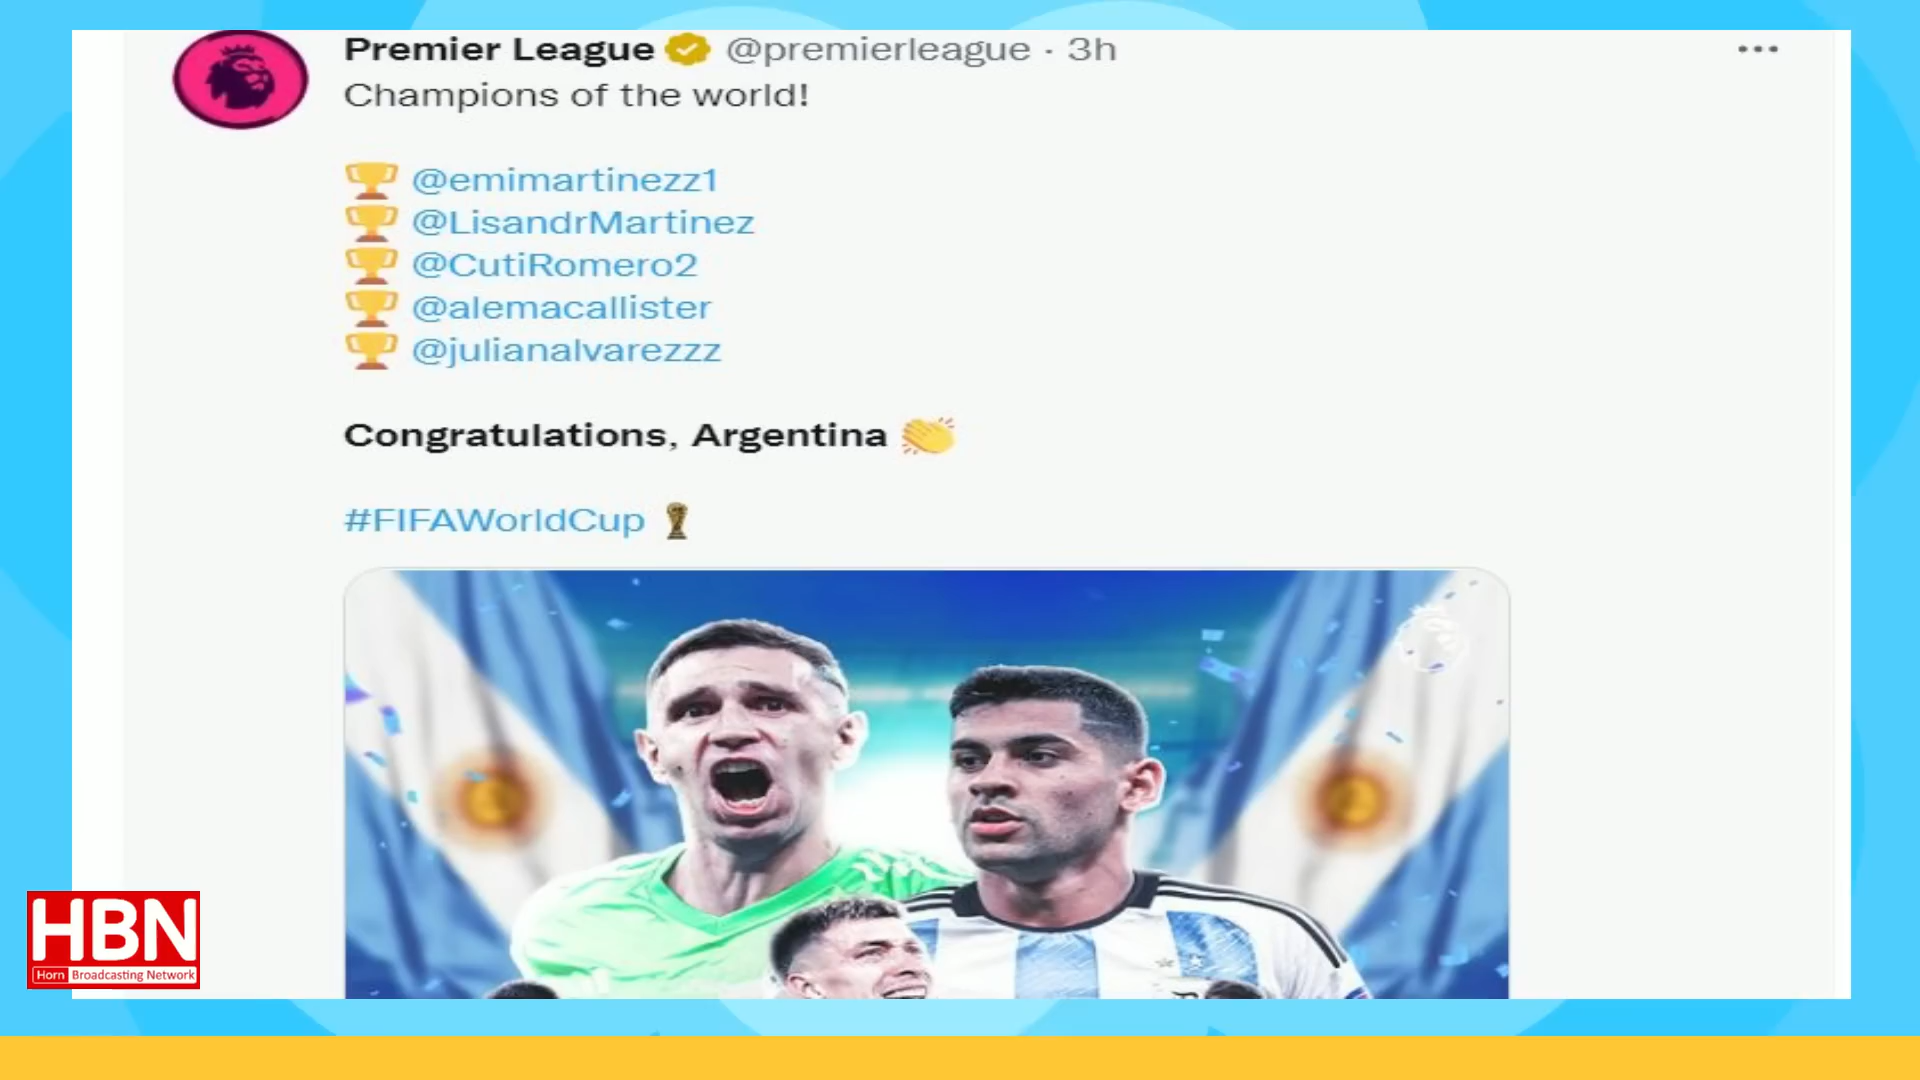 Premier League @premierleague · 3h
Champions of the world!
@emimartinezz1
@LisandrMartinez
@CutiRomero2
@alemacallister
@julianalvarezzz
Congratulations, Argentina
#FIFAWorldCup
HBN
Horn Broadcasting Network